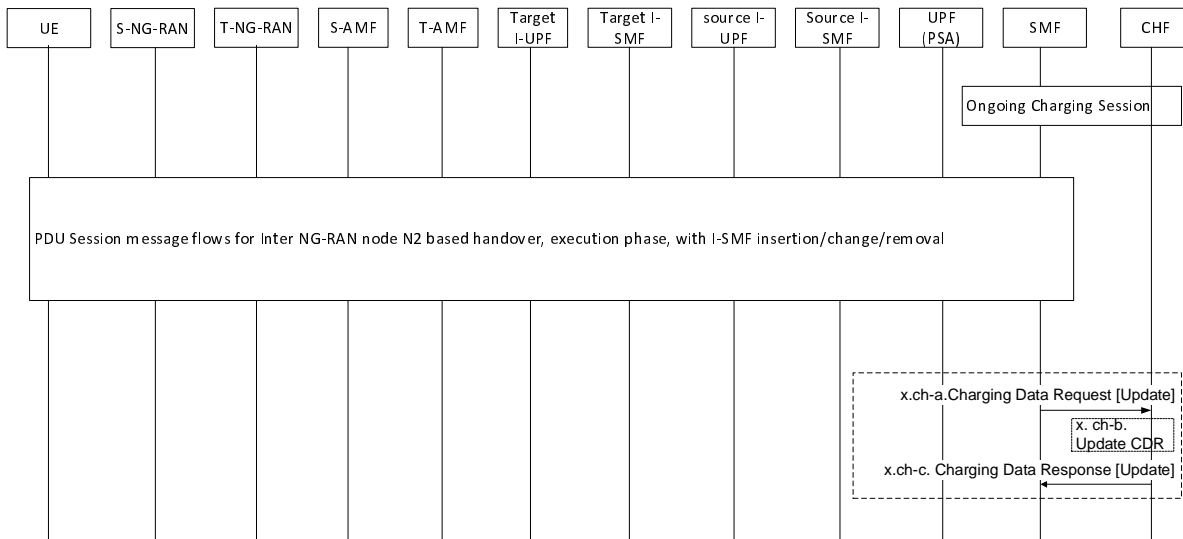 UE
S-NG-RAN
T-NG-RAN
S-AMF
T-AMF
Target
I-UPF
Target I-
SMF
source I-
UPF
Source I-
SMF
UPF
(PSA)
SMF
CHF
Ongoing Charging Session
PDU Session message flows for Inter NG-RAN node N2 based handover, execution phase, with I-SMF insertion/change/removal
x.ch-a.Charging Data Request [Update]
x. ch-b.
Update CDR
x.ch-c. Charging Data Response [Update]